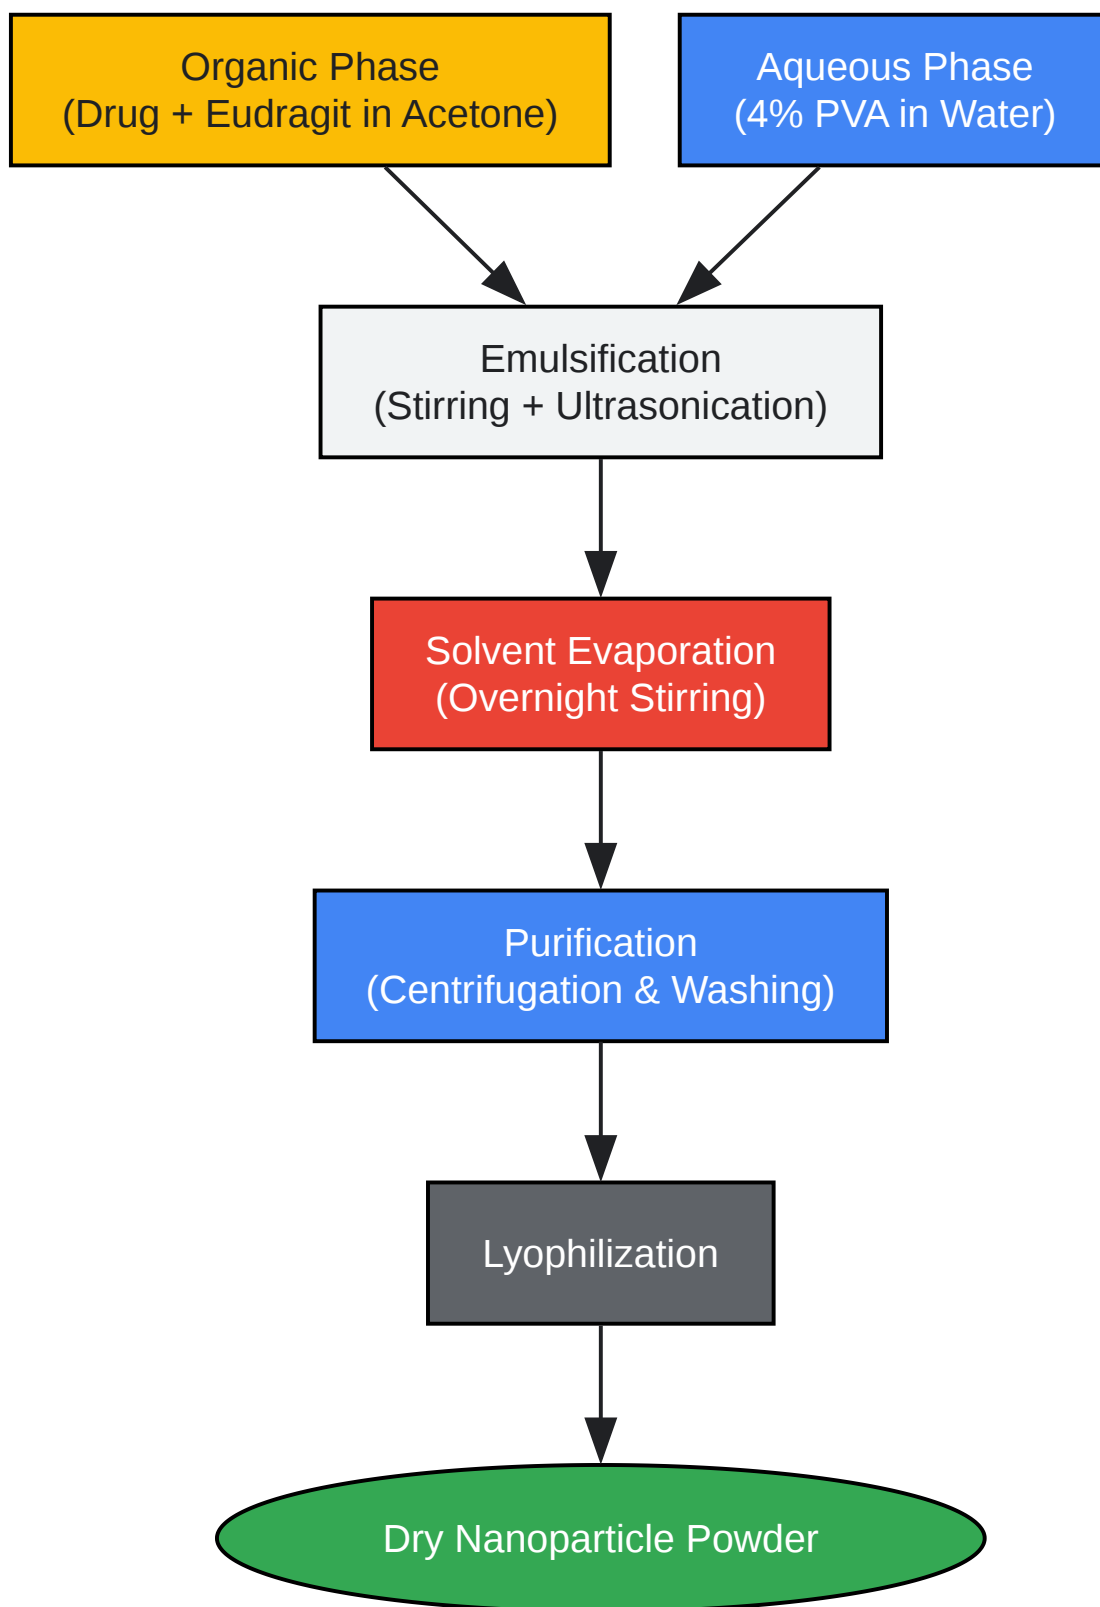 Organic Phase
(Drug + Eudragit in Acetone)
Aqueous Phase
(4% PVA in Water)
Emulsification
(Stirring + Ultrasonication)
Solvent Evaporation
(Overnight Stirring)
Purification
(Centrifugation & Washing)
Lyophilization
Dry Nanoparticle Powder